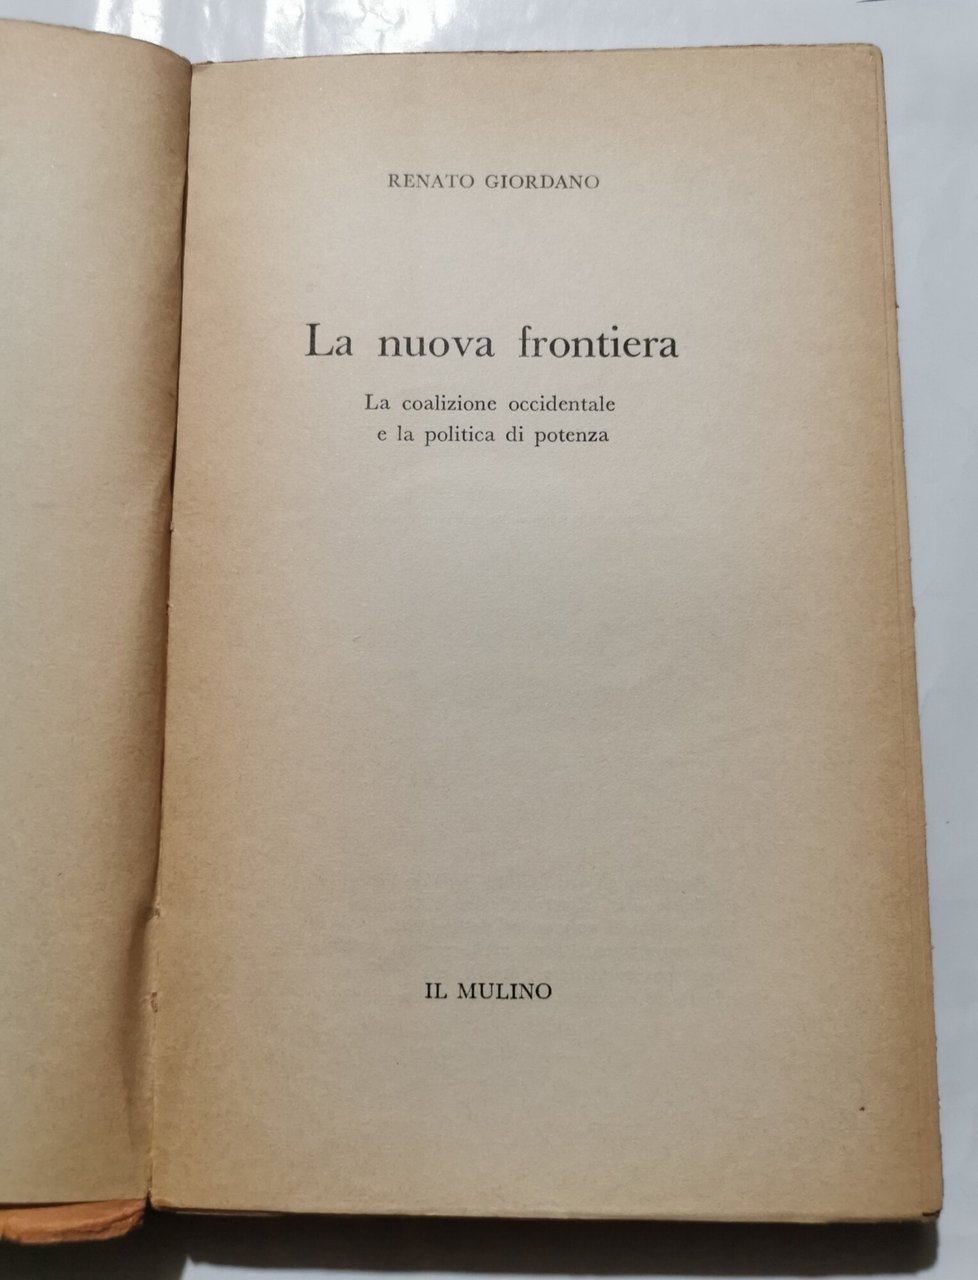 RENATO GIORDANO
La nuova frontiera
La coalizione occidentale
e la politica di potenza
IL MULINO